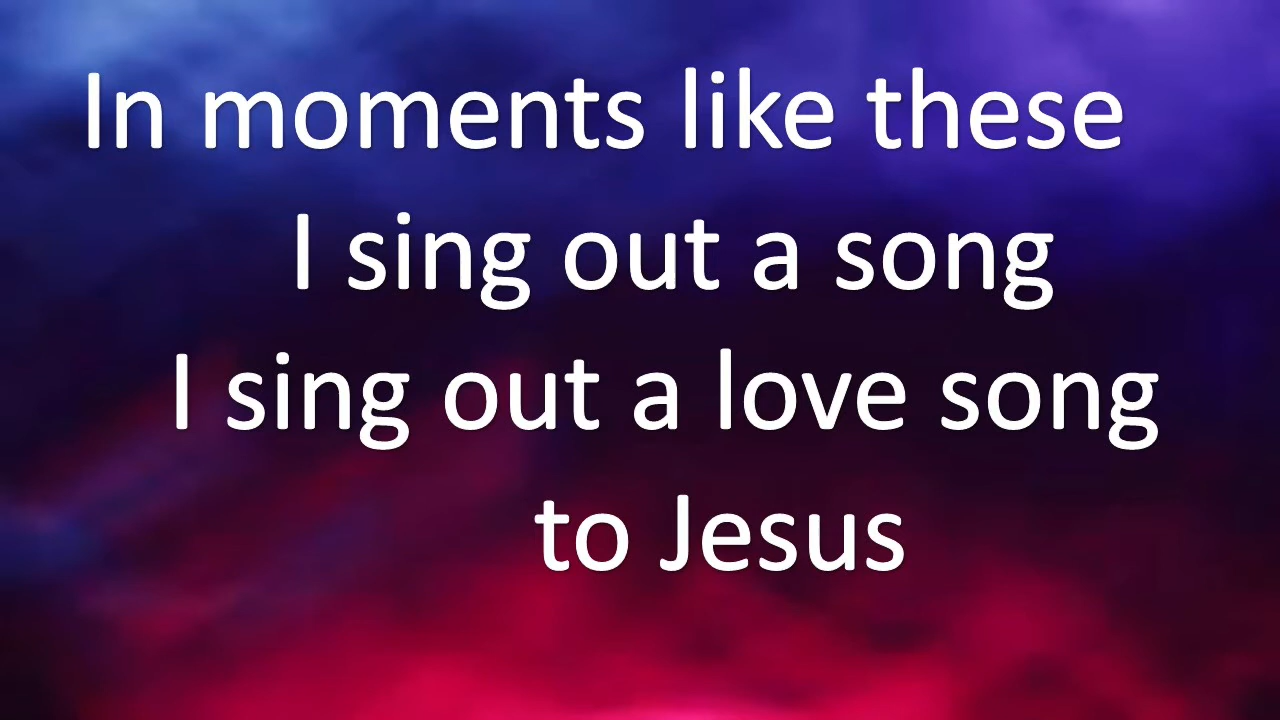 In moments like these
I sing out a song
I sing out a love song
to Jesus